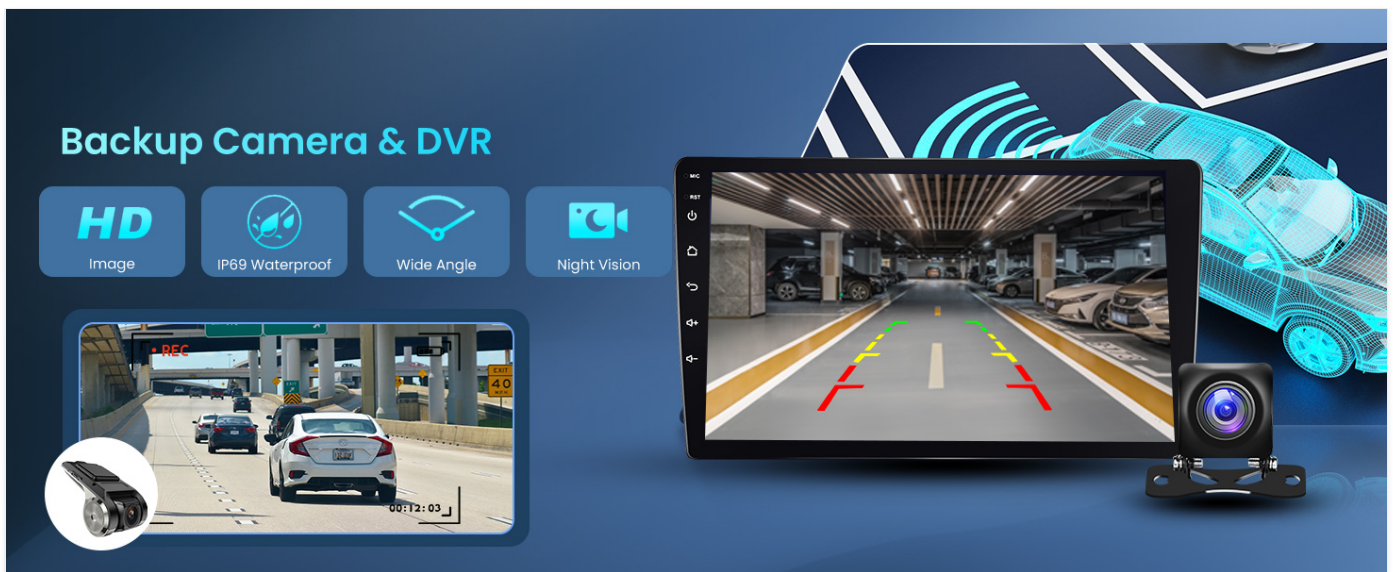 Backup Camera & DVR
HD
Image
IP69 Waterproof
Wide Angle
Night Vision
REC
EXIT
40
00:12:03
MIC
RST